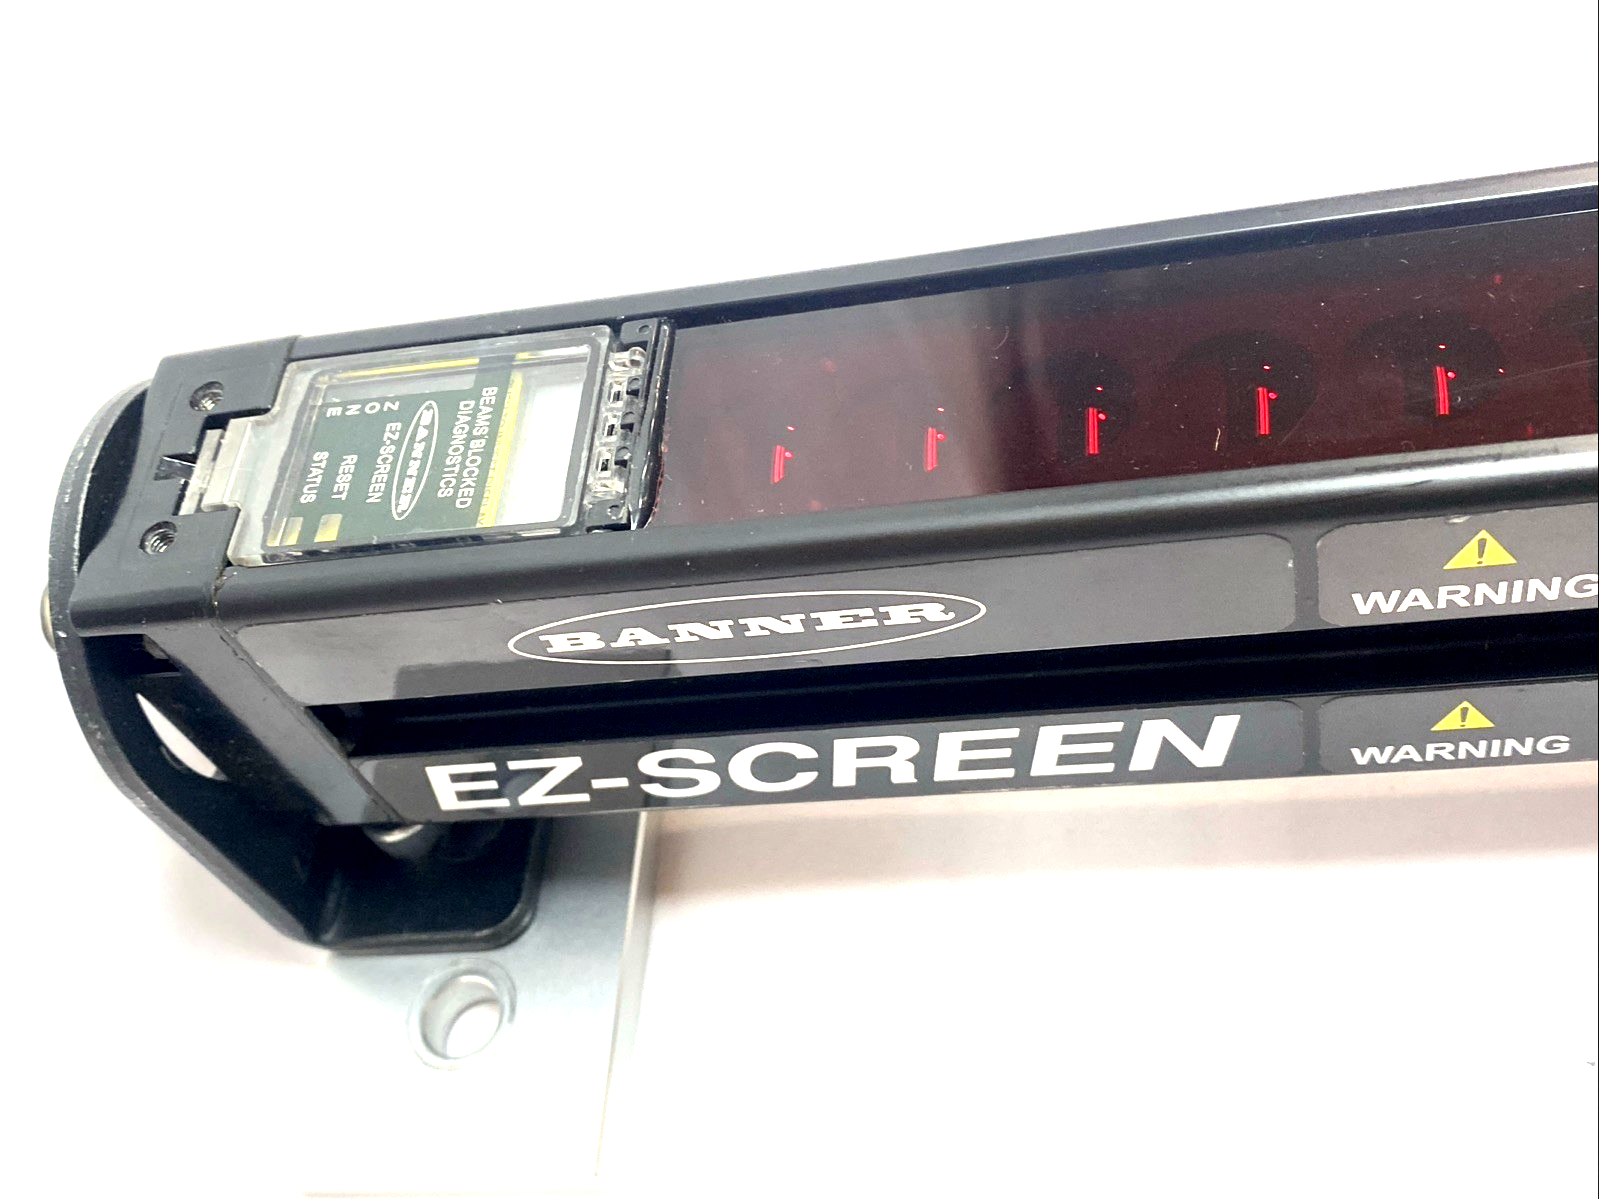 BEAMS BLOCKED
DIAGNOSTICS
BANNER
EZ-SCREEN
RESET
STATUS
ZONE
BANNER
EZ-SCREEN
WARNING
WARNING